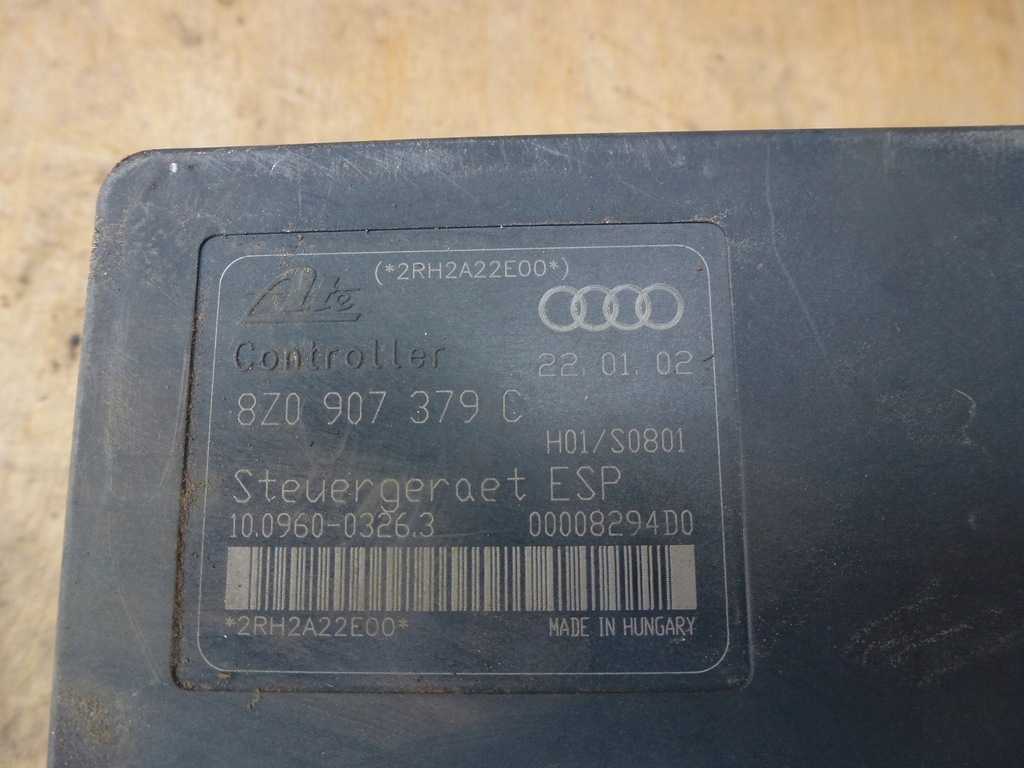 (*2RH2A22E00*)
Ate
Controller
22.01.02
8Z0 907 379 C
H01/S0801
Steuergeraet ESP
10.0960-0326.3 00008294D0
*2RH2A22E00*
MADE IN HUNGARY